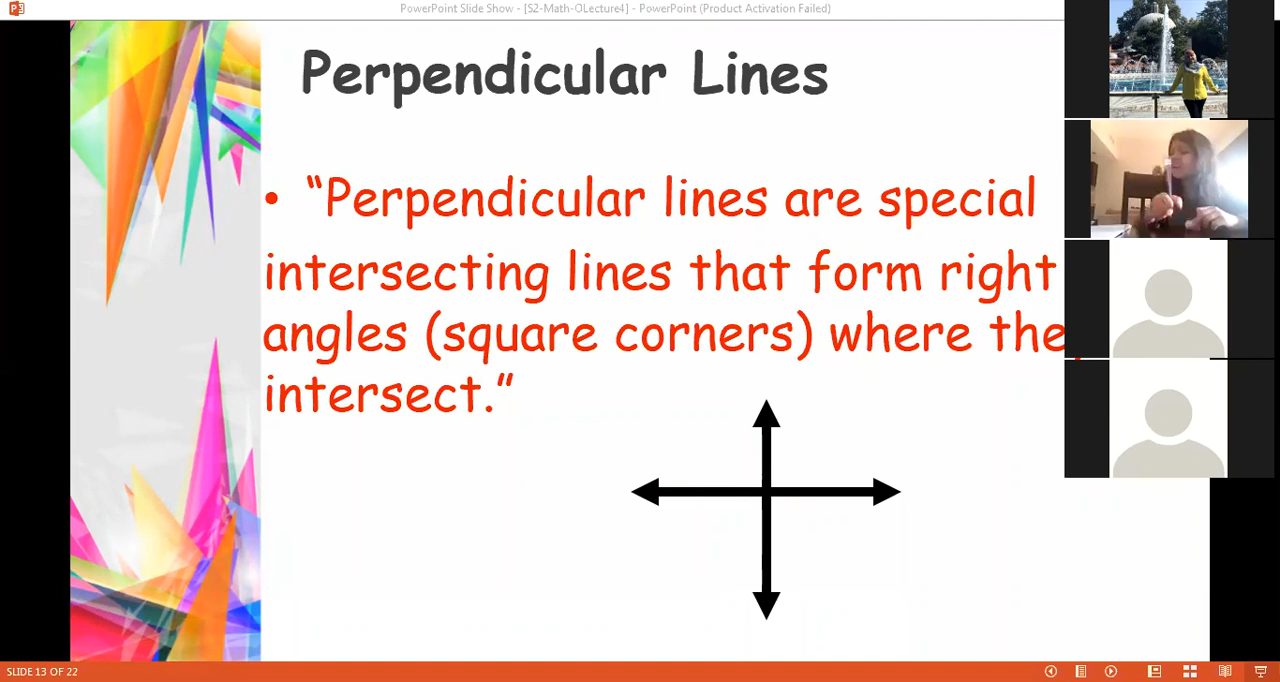 PowerPoint Slide Show - [S2-Math-OLecture4] - PowerPoint (Product Activation Failed)
Perpendicular Lines
• “Perpendicular lines are special
intersecting lines that form right
angles (square corners) where they
intersect.”
SLIDE 13 OF 22